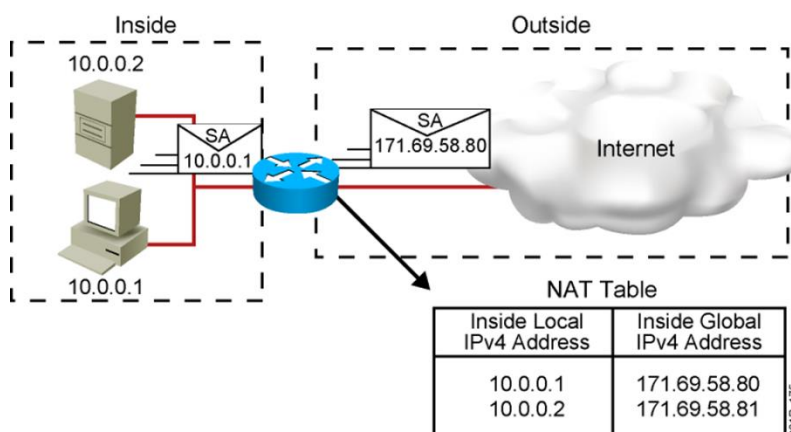 Inside
Outside
10.0.0.2
SA
10.0.0.1
SA
171.69.58.80
Internet
10.0.0.1
NAT Table
Inside Local
IPv4 Address
Inside Global
IPv4 Address
10.0.0.1 171.69.58.80
10.0.0.2 171.69.58.81